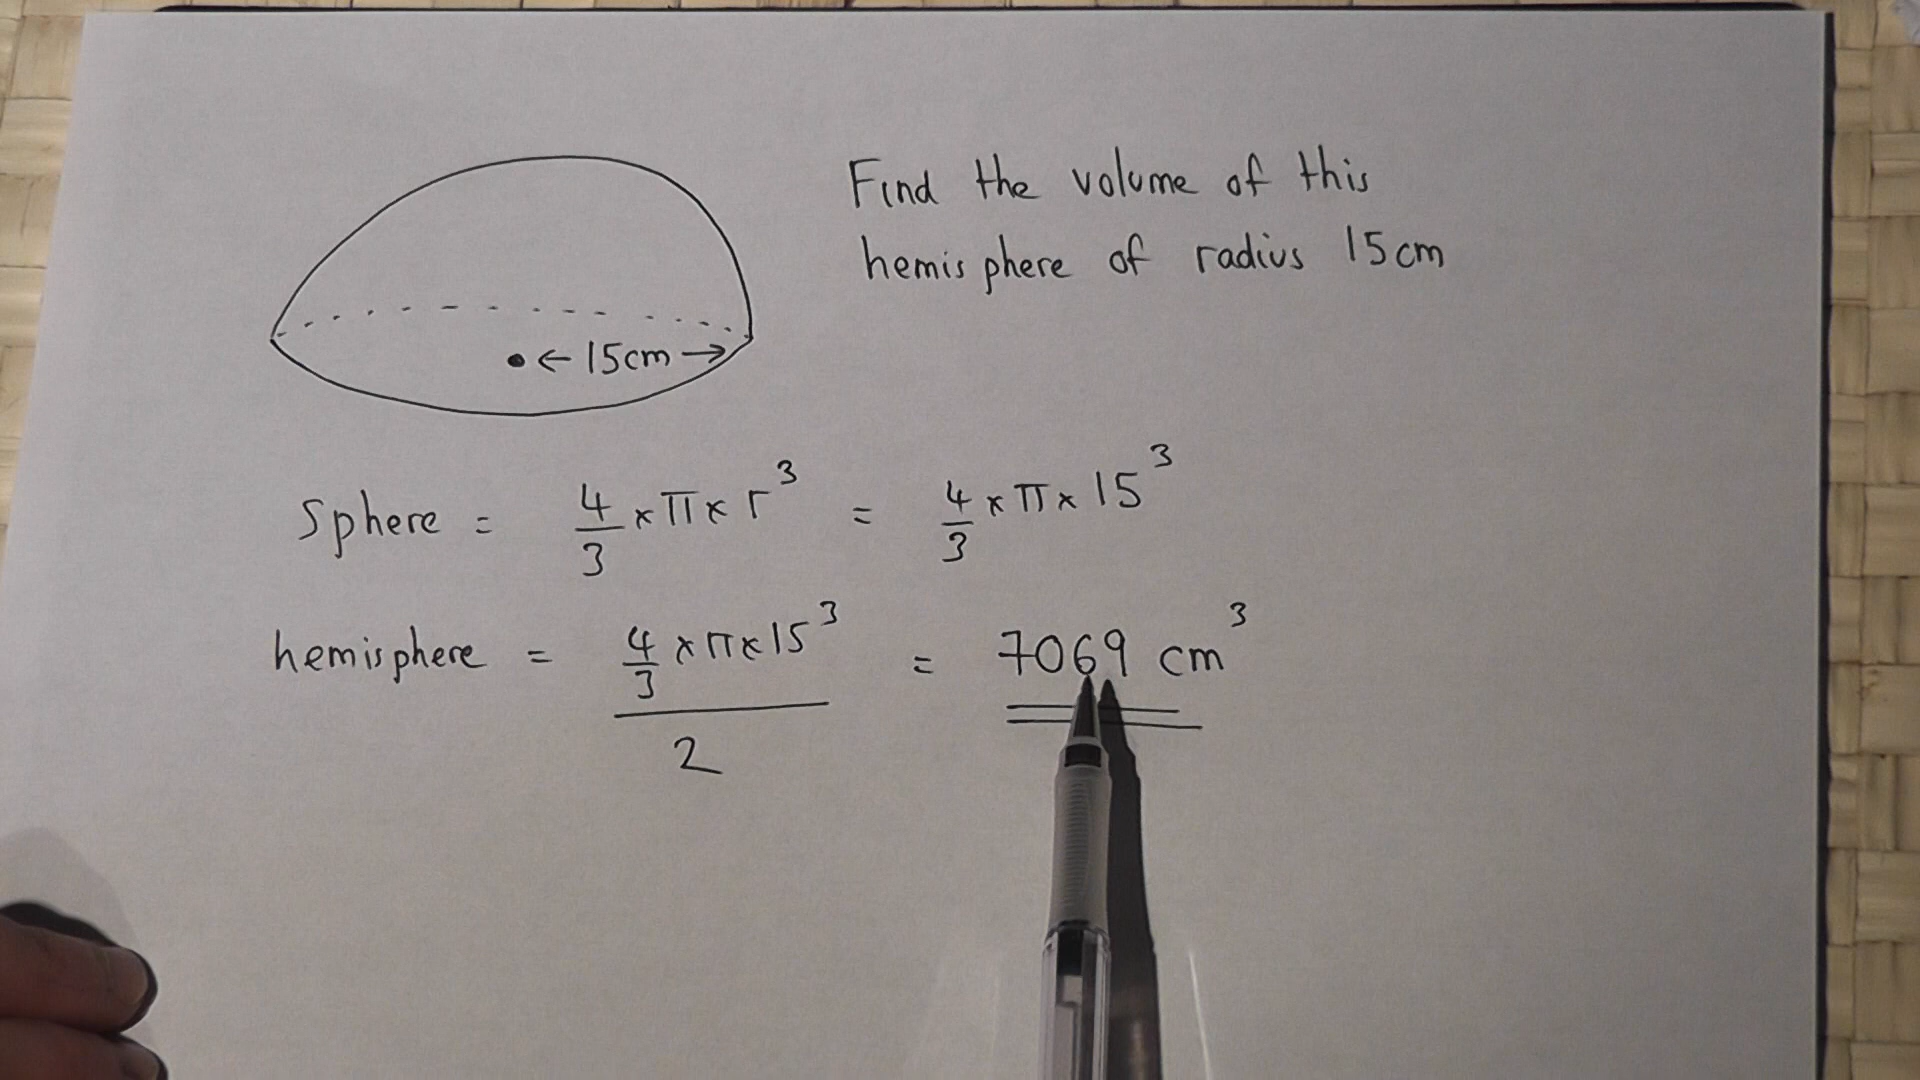 Find the volume of this
hemisphere of radius 15cm
← 15cm →
Sphere = 4/3 × π × r³ = 4/3 × π × 15³
hemisphere = (4/3 × π × 15³)/2 = 7069 cm³